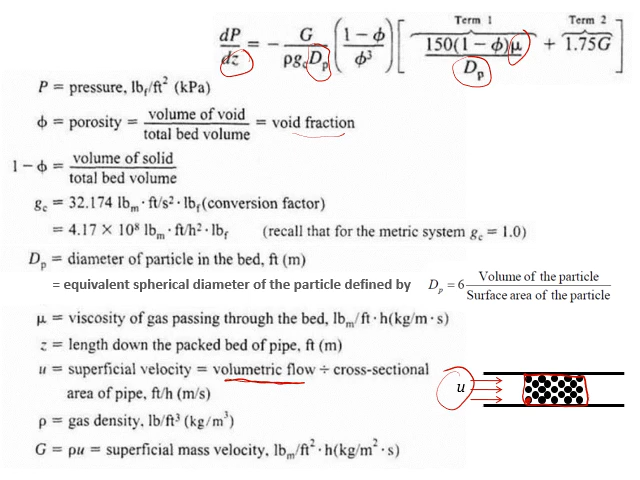 Term 1 Term 2
dP/dz = − G/(ρg_c D_p) ((1 − ϕ)/ϕ³) [ 150(1 − ϕ)μ/D_p + 1.75G ]
P = pressure, lb_f/ft² (kPa)
ϕ = porosity = volume of void/total bed volume = void fraction
1 − ϕ = volume of solid/total bed volume
g_c = 32.174 lb_m · ft/s² · lb_f (conversion factor)
= 4.17 × 10⁸ lb_m · ft/h² · lb_f (recall that for the metric system g_c = 1.0)
D_p = diameter of particle in the bed, ft (m)
= equivalent spherical diameter of the particle defined by D_p = 6 Volume of the particle/Surface area of the particle
μ = viscosity of gas passing through the bed, lb_m/ft · h(kg/m · s)
z = length down the packed bed of pipe, ft (m)
u = superficial velocity = volumetric flow ÷ cross-sectional
area of pipe, ft/h (m/s)
u
ρ = gas density, lb/ft³ (kg/m³)
G = ρu = superficial mass velocity, lb_m/ft² · h(kg/m² · s)